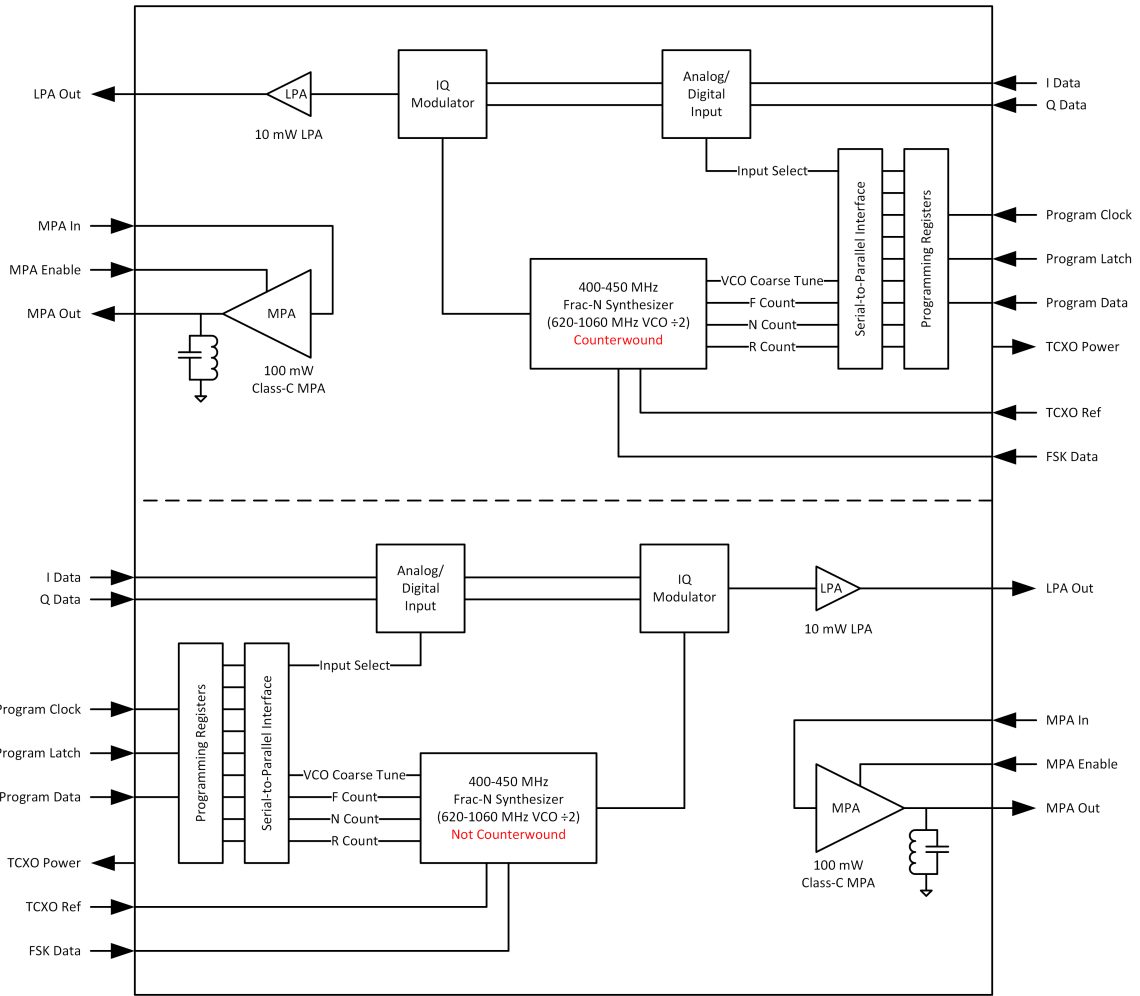 LPA Out
LPA
10 mW LPA
IQ
Modulator
Analog/
Digital
Input
I Data
Q Data
Input Select
Serial-to-Parallel Interface
Programming Registers
MPA In
MPA Enable
MPA Out
MPA
100 mW
Class-C MPA
400-450 MHz
Frac-N Synthesizer
(620-1060 MHz VCO ÷2)
Counterwound
VCO Coarse Tune
F Count
N Count
R Count
Program Clock
Program Latch
Program Data
TCXO Power
TCXO Ref
FSK Data
I Data
Q Data
Analog/
Digital
Input
IQ
Modulator
LPA
10 mW LPA
LPA Out
Input Select
Programming Registers
Serial-to-Parallel Interface
Program Clock
Program Latch
Program Data
TCXO Power
TCXO Ref
FSK Data
VCO Coarse Tune
F Count
N Count
R Count
400-450 MHz
Frac-N Synthesizer
(620-1060 MHz VCO ÷2)
Not Counterwound
MPA In
MPA Enable
MPA Out
MPA
100 mW
Class-C MPA